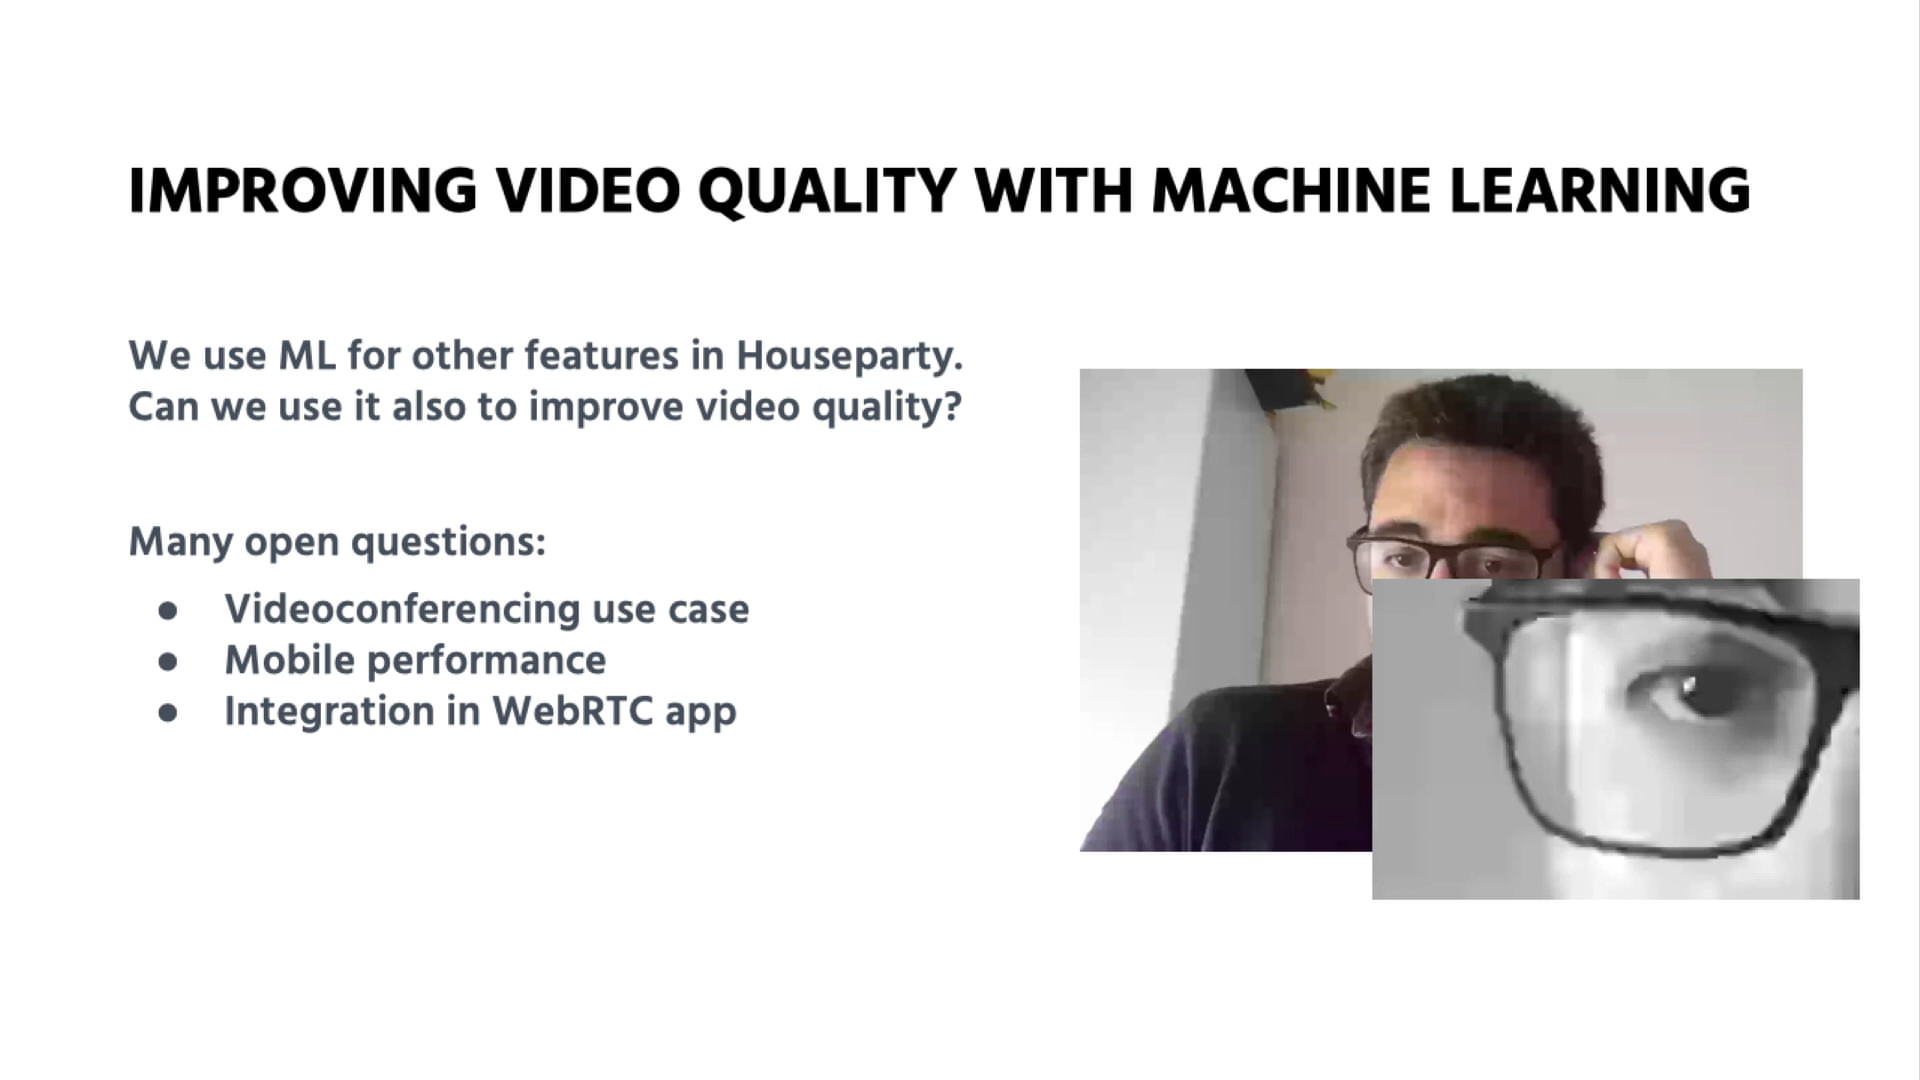 IMPROVING VIDEO QUALITY WITH MACHINE LEARNING
We use ML for other features in Houseparty.
Can we use it also to improve video quality?
Many open questions:
● Videoconferencing use case
● Mobile performance
● Integration in WebRTC app